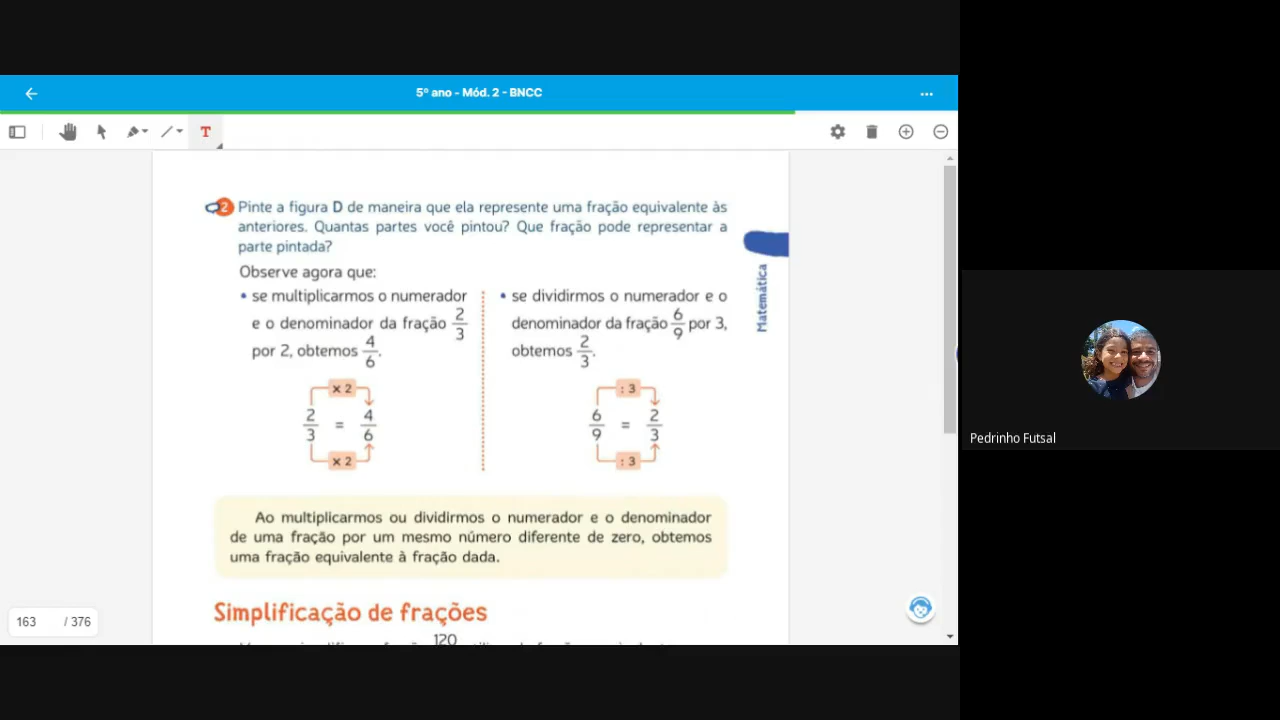 5º ano - Mód. 2 - BNCC
T
2 Pinte a figura D de maneira que ela represente uma fração equivalente às
anteriores. Quantas partes você pintou? Que fração pode representar a
parte pintada?
Matemática
Observe agora que:
• se multiplicarmos o numerador
e o denominador da fração 2/3
por 2, obtemos 4/6.
× 2
2/3 = 4/6
× 2
• se dividirmos o numerador e o
denominador da fração 6/9 por 3,
obtemos 2/3.
: 3
6/9 = 2/3
: 3
Ao multiplicarmos ou dividirmos o numerador e o denominador
de uma fração por um mesmo número diferente de zero, obtemos
uma fração equivalente à fração dada.
Simplificação de frações
120
163 / 376
Pedrinho Futsal